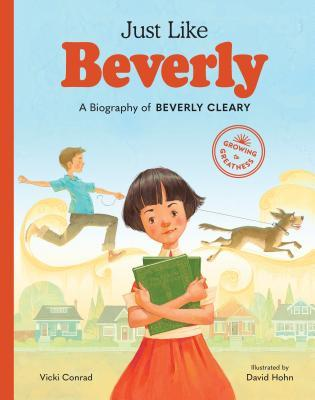 Just Like
Beverly
A Biography of BEVERLY CLEARY
GROWING
to
GREATNESS
Vicki Conrad
Illustrated by
David Hohn